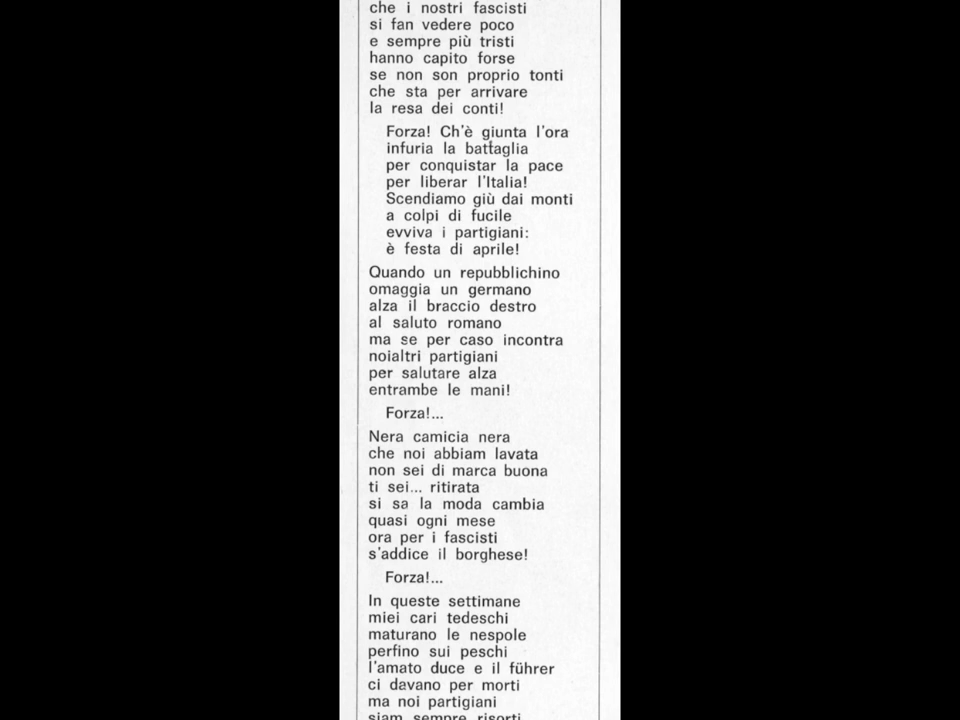 che i nostri fascisti
si fan vedere poco
e sempre più tristi
hanno capito forse
se non son proprio tonti
che sta per arrivare
la resa dei conti!
Forza! Ch'è giunta l'ora
infuria la battaglia
per conquistar la pace
per liberar l'Italia!
Scendiamo giù dai monti
a colpi di fucile
evviva i partigiani:
è festa di aprile!
Quando un repubblichino
omaggia un germano
alza il braccio destro
al saluto romano
ma se per caso incontra
noialtri partigiani
per salutare alza
entrambe le mani!
Forza!...
Nera camicia nera
che noi abbiam lavata
non sei di marca buona
ti sei... ritirata
si sa la moda cambia
quasi ogni mese
ora per i fascisti
s'addice il borghese!
Forza!...
In queste settimane
miei cari tedeschi
maturano le nespole
perfino sui peschi
l'amato duce e il führer
ci davano per morti
ma noi partigiani
siam sempre risorti